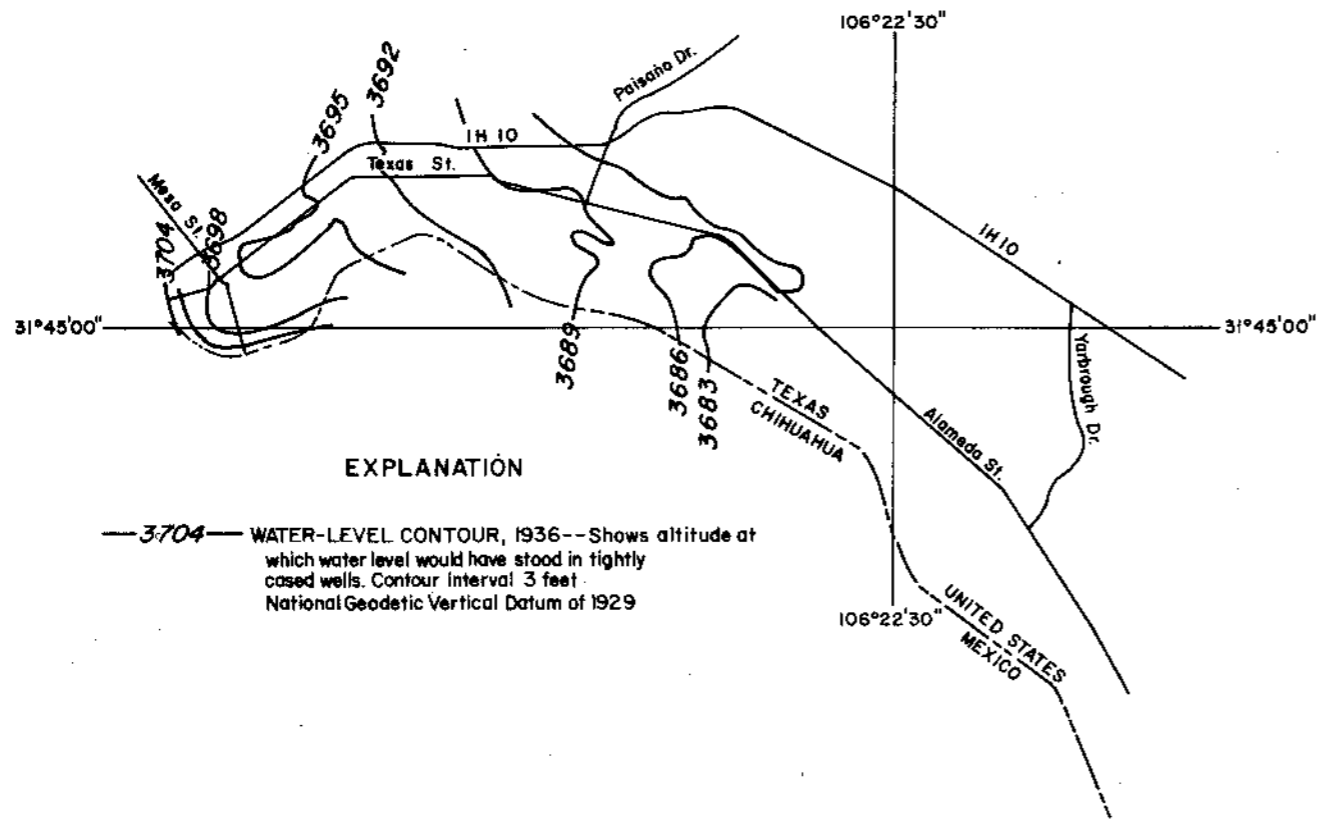 106°22'30"
Paisano Dr.
3692
3695
IH 10
Texas St.
Mesa St.
3704
3698
IH 10
31°45'00"
31°45'00"
3689
3686
3683
Yarbrough Dr.
TEXAS
CHIHUAHUA
Alameda St.
EXPLANATION
—3704— WATER-LEVEL CONTOUR, 1936--Shows altitude at
which water level would have stood in tightly
cased wells. Contour interval 3 feet
National Geodetic Vertical Datum of 1929
106°22'30"
UNITED STATES
MEXICO